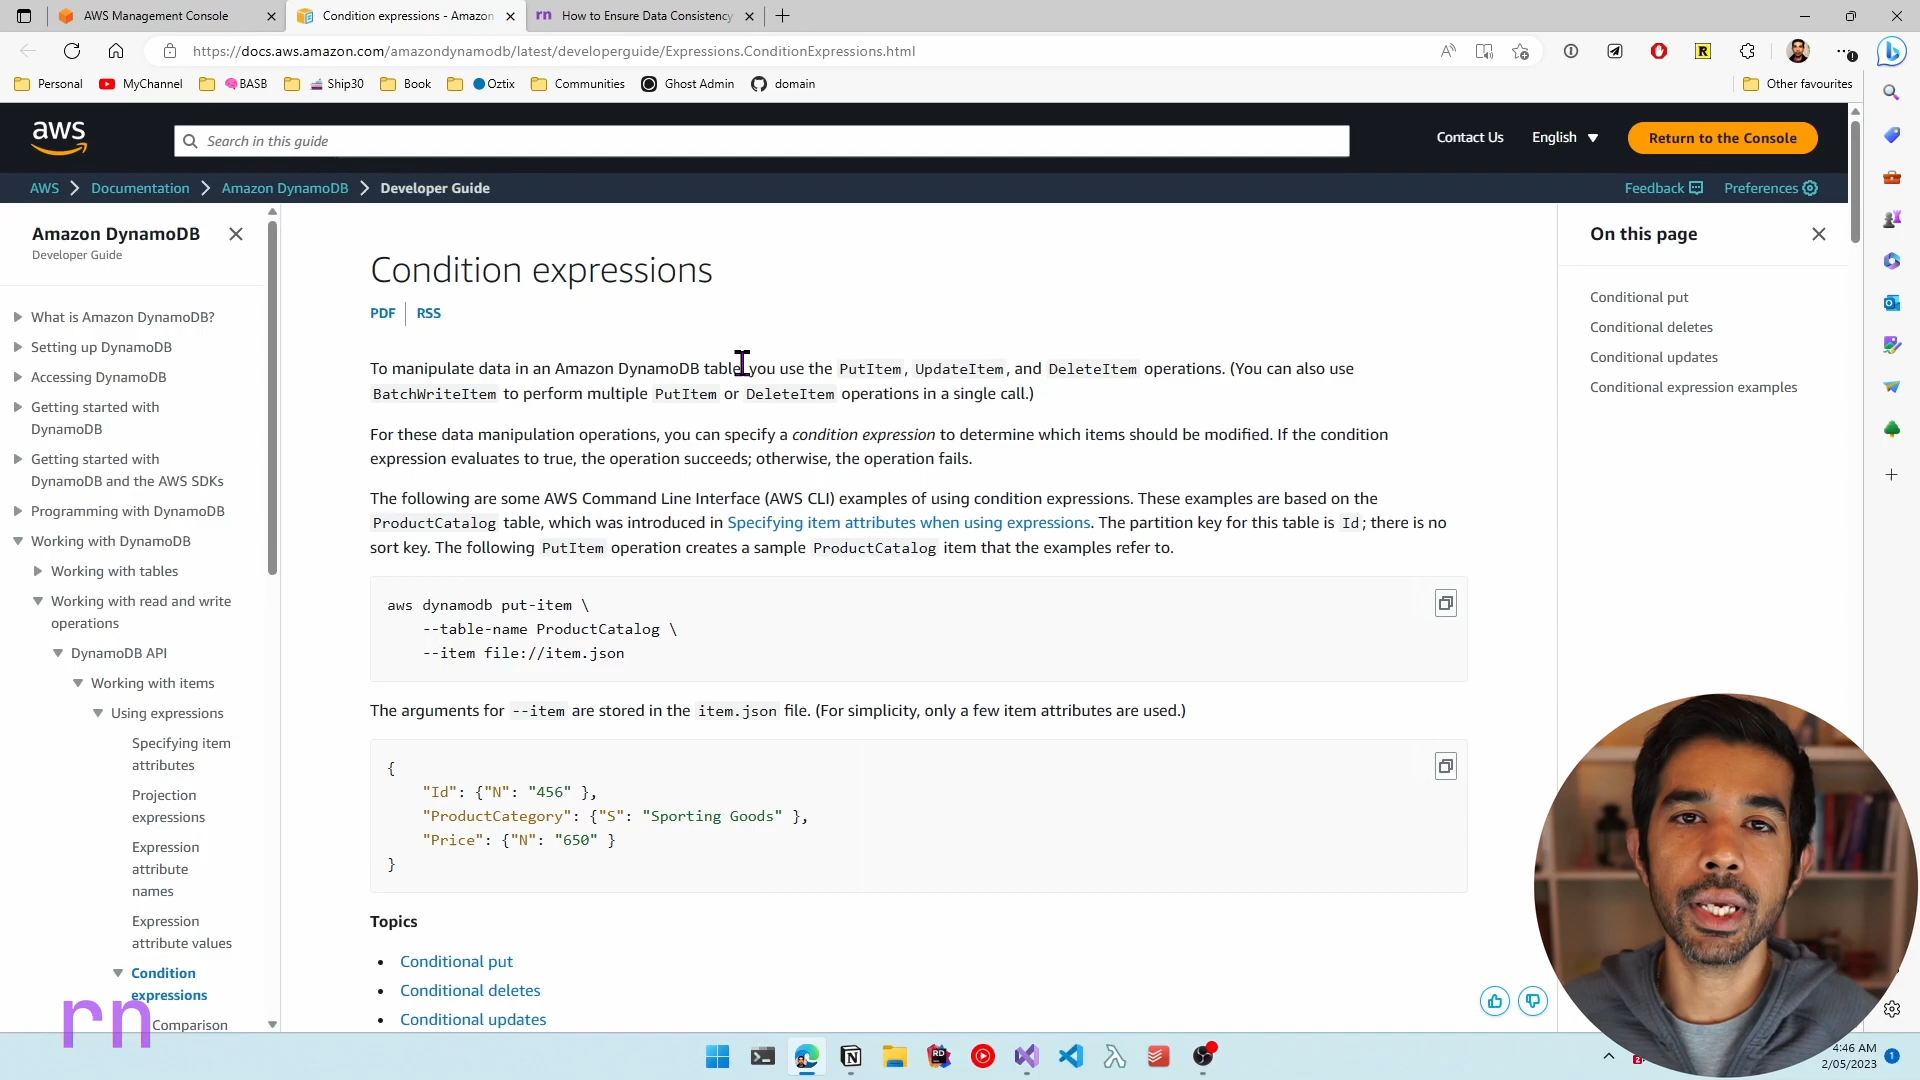 AWS Management Console
Condition expressions - Amazon
rn How to Ensure Data Consistency
https://docs.aws.amazon.com/amazondynamodb/latest/developerguide/Expressions.ConditionExpressions.html
Personal
MyChannel
BASB
Ship30
Book
Oztix
Communities
Ghost Admin
domain
Other favourites
aws
Search in this guide
Contact Us
English
Return to the Console
AWS
Documentation
Amazon DynamoDB
Developer Guide
Feedback
Preferences
Amazon DynamoDB
Developer Guide
What is Amazon DynamoDB?
Setting up DynamoDB
Accessing DynamoDB
Getting started with
DynamoDB
Getting started with
DynamoDB and the AWS SDKs
Programming with DynamoDB
Working with DynamoDB
Working with tables
Working with read and write
operations
DynamoDB API
Working with items
Using expressions
Specifying item
attributes
Projection
expressions
Expression
attribute
names
Expression
attribute values
Condition
expressions
Comparison
rn
Condition expressions
PDF
RSS
To manipulate data in an Amazon DynamoDB table, you use the PutItem, UpdateItem, and DeleteItem operations. (You can also use
BatchWriteItem to perform multiple PutItem or DeleteItem operations in a single call.)
For these data manipulation operations, you can specify a condition expression to determine which items should be modified. If the condition
expression evaluates to true, the operation succeeds; otherwise, the operation fails.
The following are some AWS Command Line Interface (AWS CLI) examples of using condition expressions. These examples are based on the
ProductCatalog table, which was introduced in Specifying item attributes when using expressions. The partition key for this table is Id; there is no
sort key. The following PutItem operation creates a sample ProductCatalog item that the examples refer to.
aws dynamodb put-item \
--table-name ProductCatalog \
--item file://item.json
The arguments for --item are stored in the item.json file. (For simplicity, only a few item attributes are used.)
{
"Id": {"N": "456" },
"ProductCategory": {"S": "Sporting Goods" },
"Price": {"N": "650" }
}
Topics
• Conditional put
• Conditional deletes
• Conditional updates
On this page
Conditional put
Conditional deletes
Conditional updates
Conditional expression examples
4:46 AM
2/05/2023